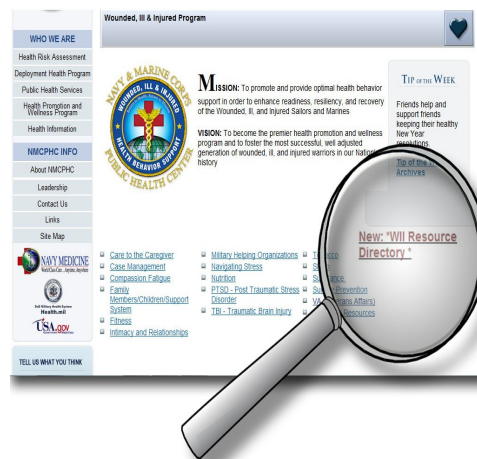 Wounded, Ill & Injured Program
WHO WE ARE
Health Risk Assessment
Deployment Health Program
Public Health Services
Health Promotion and
Wellness Program
Health Information
NMCPHC INFO
About NMCPHC
Leadership
Contact Us
Links
Site Map
NAVY MEDICINE
World Class Care... Anytime, Anywhere
Health.mil
USA.gov
TELL US WHAT YOU THINK
NAVY & MARINE CORPS
PUBLIC HEALTH CENTER
WOUNDED, ILL & INJURED
HEALTH BEHAVIOR SUPPORT
MISSION: To promote and provide optimal health behavior
support in order to enhance readiness, resiliency, and recovery
of the Wounded, Ill, and Injured Sailors and Marines
VISION: To become the premier health promotion and wellness
program and to foster the most successful, well adjusted
generation of wounded, ill, and injured warriors in our
history
TIP OF THE WEEK
Friends help and
support friends
keeping their healthy
New Year
resolutions.
Tip of the
Archives
New: "WII Resource
Directory "
Care to the Caregiver
Case Management
Compassion Fatigue
Family
Members/Children/Support
System
Fitness
Intimacy and Relationships
Military Helping Organizations
Navigating Stress
Nutrition
PTSD - Post Traumatic Stress
Disorder
TBI - Traumatic Brain Injury
Prevention
Affairs)
Resources